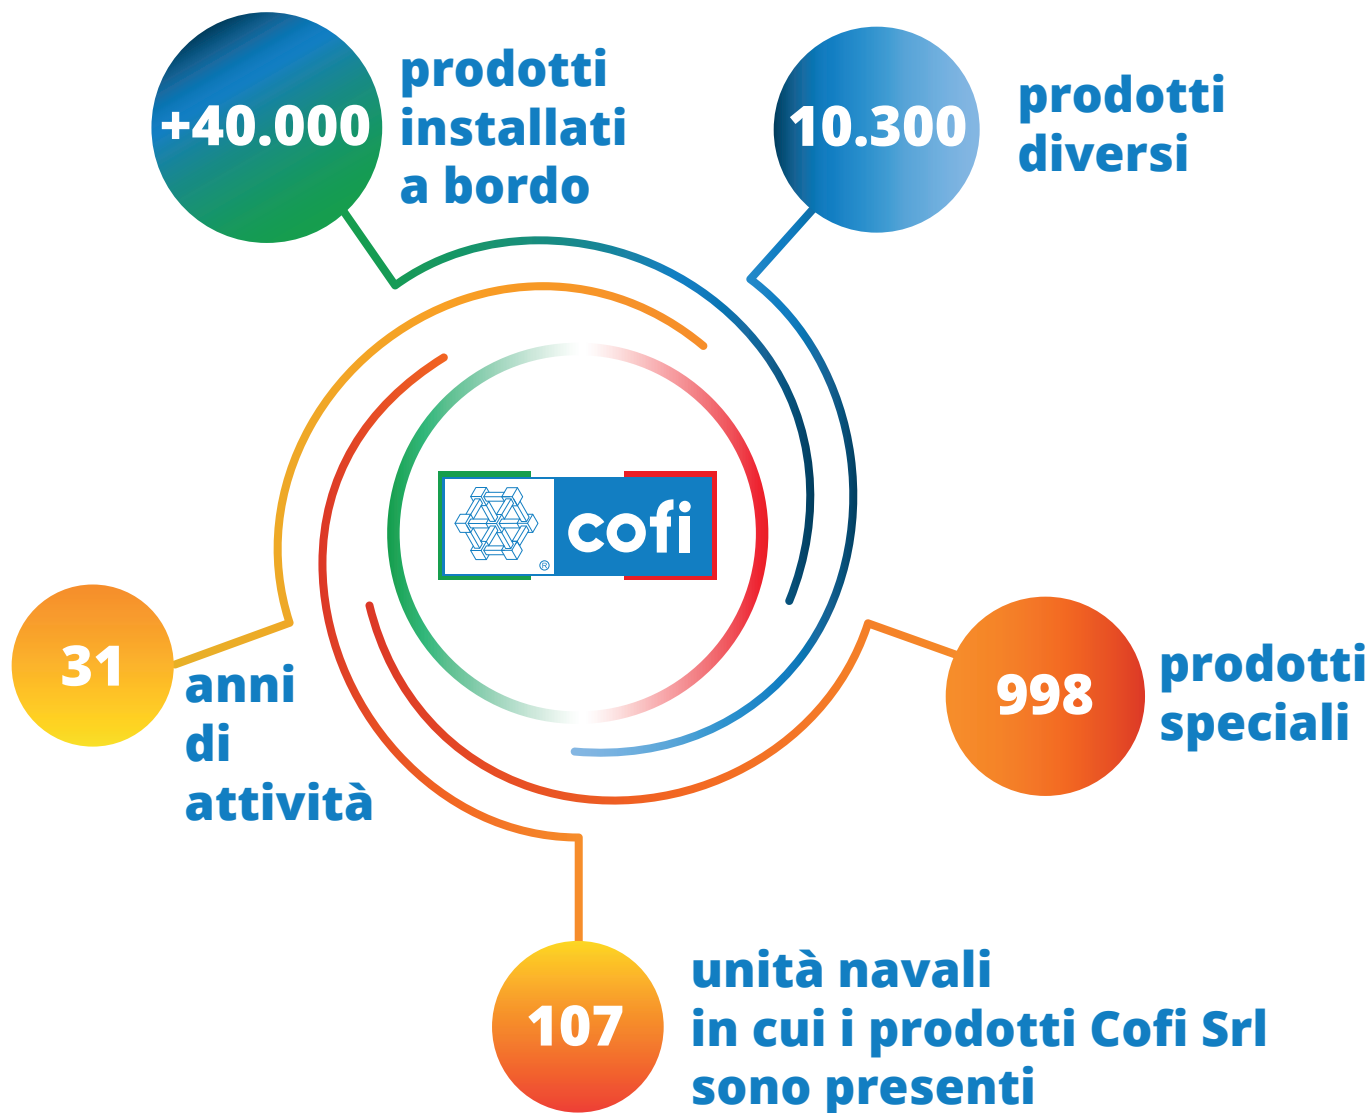 +40.000
prodotti
installati
a bordo
10.300
prodotti
diversi
cofi
®
31
anni
di
attività
998
prodotti
speciali
107
unità navali
in cui i prodotti Cofi Srl
sono presenti